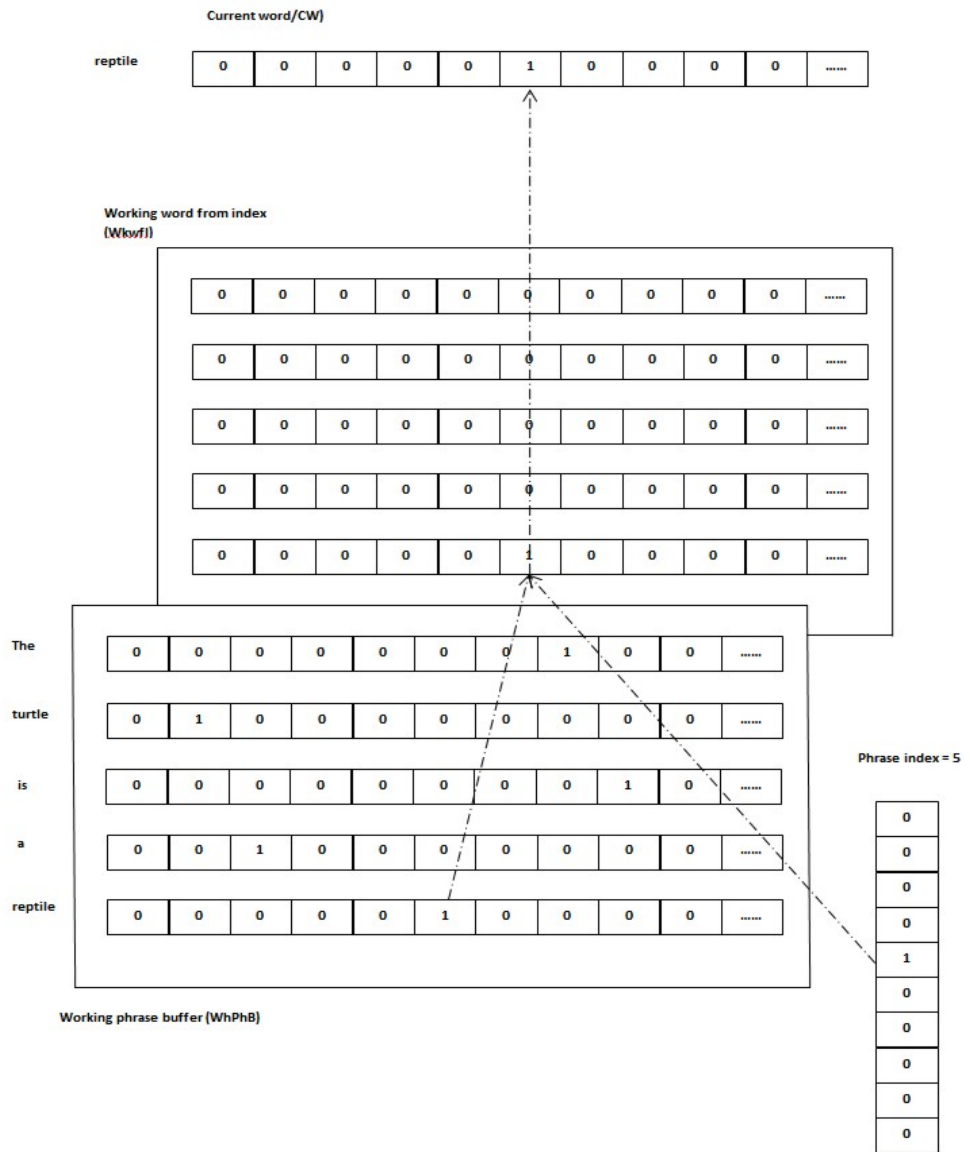 Current word/CW)
reptile 0 0 0 0 0 1 0 0 0 0 ......
Working word from index
(WkwfI)
0 0 0 0 0 0 0 0 0 0 ......
0 0 0 0 0 0 0 0 0 0 ......
0 0 0 0 0 0 0 0 0 0 ......
0 0 0 0 0 0 0 0 0 0 ......
0 0 0 0 0 1 0 0 0 0 ......
The 0 0 0 0 0 0 0 1 0 0 ......
turtle 0 1 0 0 0 0 0 0 0 0 ......
is 0 0 0 0 0 0 0 0 1 0 ......
a 0 0 1 0 0 0 0 0 0 0 ......
reptile 0 0 0 0 0 1 0 0 0 0 ......
Working phrase buffer (WhPhB)
Phrase index = 5
0
0
0
0
1
0
0
0
0
0